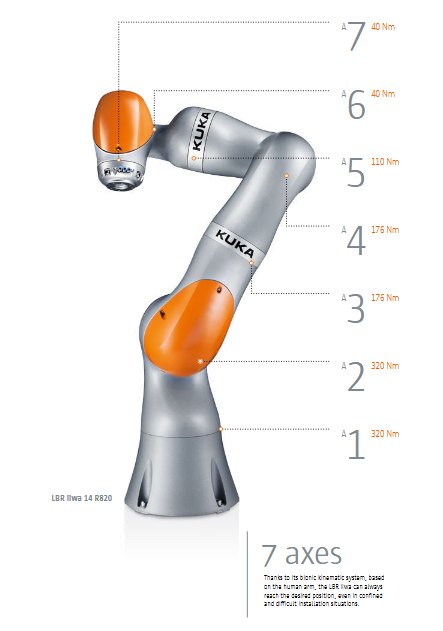 A7 40 Nm
A6 40 Nm
KUKA
A5 110 Nm
A4 176 Nm
KUKA
A3 176 Nm
A2 320 Nm
A1 320 Nm
LBR iiwa 14 R820
7 axes
Thanks to its bionic kinematic system, based
on the human arm, the LBR iiwa can always
reach the desired position, even in confined
and difficult installation situations.